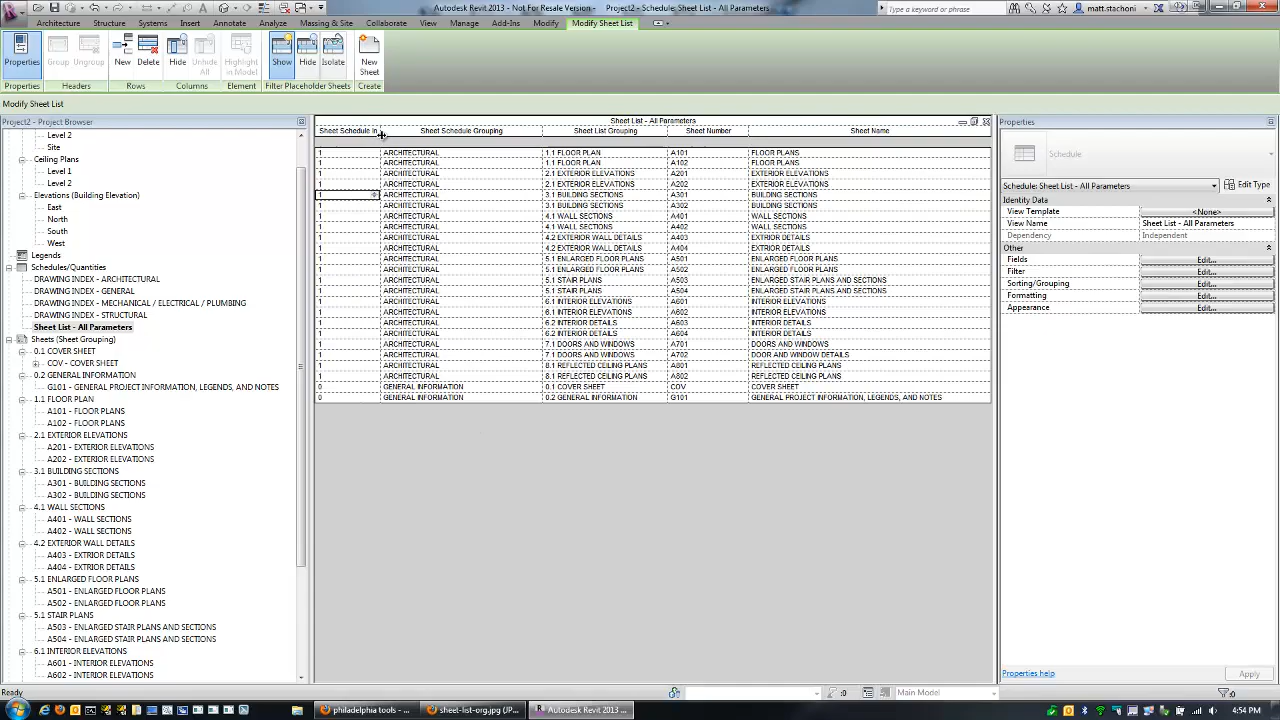 Autodesk Revit 2013 - Not For Resale Version - Project2 - Schedule: Sheet List - All Parameters
Type a keyword or phrase
matt.stachoni
Architecture Structure Systems Insert Annotate Analyze Massing & Site Collaborate View Manage Add-Ins Modify Modify Sheet List
Properties Group Ungroup New Delete Hide Unhide All Highlight in Model Show Hide Isolate New Sheet
Properties Headers Rows Columns Element Filter Placeholder Sheets Create
Modify Sheet List
Project2 - Project Browser
Level 2
Site
Ceiling Plans
Level 1
Level 2
Elevations (Building Elevation)
East
North
South
West
Legends
Schedules/Quantities
DRAWING INDEX - ARCHITECTURAL
DRAWING INDEX - GENERAL
DRAWING INDEX - MECHANICAL / ELECTRICAL / PLUMBING
DRAWING INDEX - STRUCTURAL
Sheet List - All Parameters
Sheets (Sheet Grouping)
0.1 COVER SHEET
COV - COVER SHEET
0.2 GENERAL INFORMATION
G101 - GENERAL PROJECT INFORMATION, LEGENDS, AND NOTES
1.1 FLOOR PLAN
A101 - FLOOR PLANS
A102 - FLOOR PLANS
2.1 EXTERIOR ELEVATIONS
A201 - EXTERIOR ELEVATIONS
A202 - EXTERIOR ELEVATIONS
3.1 BUILDING SECTIONS
A301 - BUILDING SECTIONS
A302 - BUILDING SECTIONS
4.1 WALL SECTIONS
A401 - WALL SECTIONS
A402 - WALL SECTIONS
4.2 EXTERIOR WALL DETAILS
A403 - EXTRIOR DETAILS
A404 - EXTRIOR DETAILS
5.1 ENLARGED FLOOR PLANS
A501 - ENLARGED FLOOR PLANS
A502 - ENLARGED FLOOR PLANS
5.1 STAIR PLANS
A503 - ENLARGED STAIR PLANS AND SECTIONS
A504 - ENLARGED STAIR PLANS AND SECTIONS
6.1 INTERIOR ELEVATIONS
A601 - INTERIOR ELEVATIONS
A602 - INTERIOR ELEVATIONS
Sheet List - All Parameters
Sheet Schedule In Sheet Schedule Grouping Sheet List Grouping Sheet Number Sheet Name
1 ARCHITECTURAL 1.1 FLOOR PLAN A101 FLOOR PLANS
1 ARCHITECTURAL 1.1 FLOOR PLAN A102 FLOOR PLANS
1 ARCHITECTURAL 2.1 EXTERIOR ELEVATIONS A201 EXTERIOR ELEVATIONS
1 ARCHITECTURAL 2.1 EXTERIOR ELEVATIONS A202 EXTERIOR ELEVATIONS
1 ARCHITECTURAL 3.1 BUILDING SECTIONS A301 BUILDING SECTIONS
1 ARCHITECTURAL 3.1 BUILDING SECTIONS A302 BUILDING SECTIONS
1 ARCHITECTURAL 4.1 WALL SECTIONS A401 WALL SECTIONS
1 ARCHITECTURAL 4.1 WALL SECTIONS A402 WALL SECTIONS
1 ARCHITECTURAL 4.2 EXTERIOR WALL DETAILS A403 EXTRIOR DETAILS
1 ARCHITECTURAL 4.2 EXTERIOR WALL DETAILS A404 EXTRIOR DETAILS
1 ARCHITECTURAL 5.1 ENLARGED FLOOR PLANS A501 ENLARGED FLOOR PLANS
1 ARCHITECTURAL 5.1 ENLARGED FLOOR PLANS A502 ENLARGED FLOOR PLANS
1 ARCHITECTURAL 5.1 STAIR PLANS A503 ENLARGED STAIR PLANS AND SECTIONS
1 ARCHITECTURAL 5.1 STAIR PLANS A504 ENLARGED STAIR PLANS AND SECTIONS
1 ARCHITECTURAL 6.1 INTERIOR ELEVATIONS A601 INTERIOR ELEVATIONS
1 ARCHITECTURAL 6.1 INTERIOR ELEVATIONS A602 INTERIOR ELEVATIONS
1 ARCHITECTURAL 6.2 INTERIOR DETAILS A603 INTERIOR DETAILS
1 ARCHITECTURAL 6.2 INTERIOR DETAILS A604 INTERIOR DETAILS
1 ARCHITECTURAL 7.1 DOORS AND WINDOWS A701 DOORS AND WINDOWS
1 ARCHITECTURAL 7.1 DOORS AND WINDOWS A702 DOOR AND WINDOW DETAILS
1 ARCHITECTURAL 8.1 REFLECTED CEILING PLANS A801 REFLECTED CEILING PLANS
1 ARCHITECTURAL 8.1 REFLECTED CEILING PLANS A802 REFLECTED CEILING PLANS
0 GENERAL INFORMATION 0.1 COVER SHEET COV COVER SHEET
0 GENERAL INFORMATION 0.2 GENERAL INFORMATION G101 GENERAL PROJECT INFORMATION, LEGENDS, AND NOTES
Properties
Schedule
Schedule: Sheet List - All Parameters Edit Type
Identity Data
View Template <None>
View Name Sheet List - All Parameters
Dependency Independent
Other
Fields Edit...
Filter Edit...
Sorting/Grouping Edit...
Formatting Edit...
Appearance Edit...
Properties help Apply
Ready :0 Main Model :0
philadelphia tools - ... sheet-list-org.jpg (JP... Autodesk Revit 2013 ... 4:54 PM